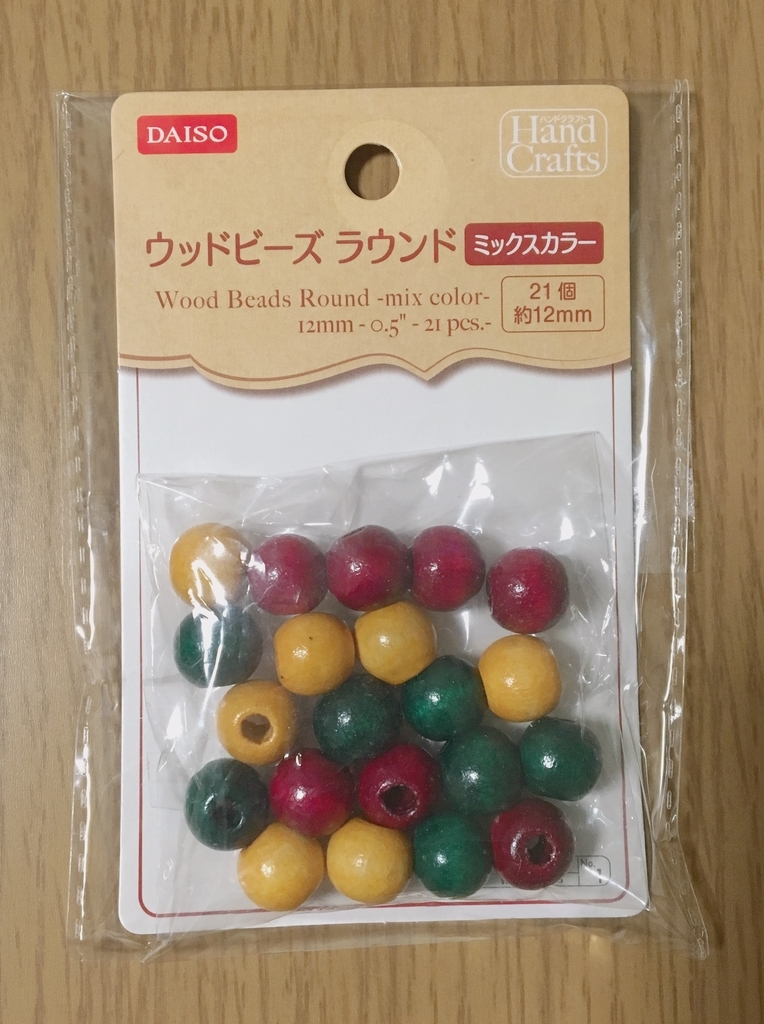 DAISO
ハンドクラフト
Hand
Crafts
ウッドビーズ ラウンド ミックスカラー
Wood Beads Round -mix color-
12mm - 0.5" - 21 pcs.-
21個
約12mm
No.
1